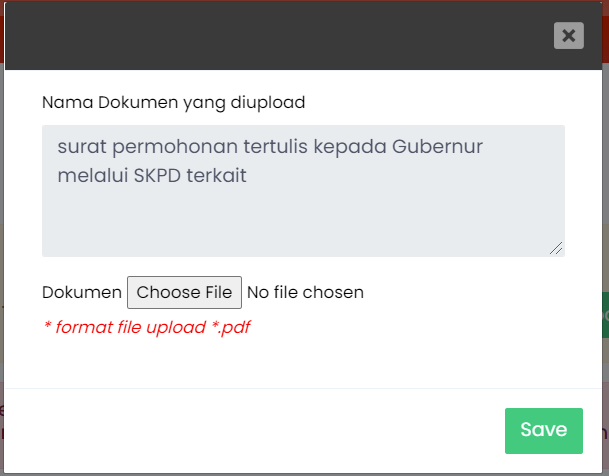 Nama Dokumen yang diupload
surat permohonan tertulis kepada Gubernur
melalui SKPD terkait
Dokumen Choose File No file chosen
* format file upload *.pdf
Save